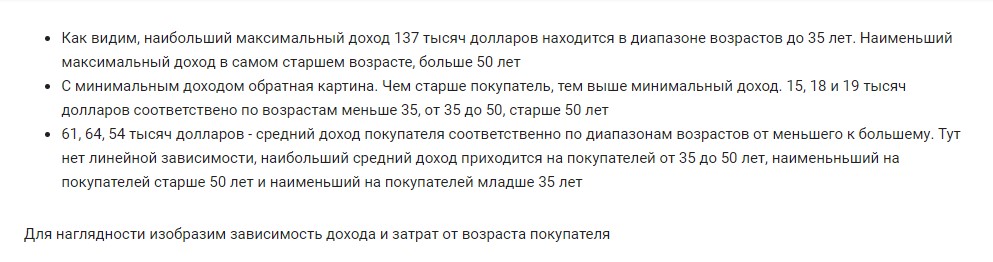 • Как видим, наибольший максимальный доход 137 тысяч долларов находится в диапазоне возрастов до 35 лет. Наименьший
максимальный доход в самом старшем возрасте, больше 50 лет
• С минимальным доходом обратная картина. Чем старше покупатель, тем выше минимальный доход. 15, 18 и 19 тысяч
долларов соответствено по возрастам меньше 35, от 35 до 50, старше 50 лет
• 61, 64, 54 тысяч долларов - средний доход покупателя соответственно по диапазонам возрастов от меньшего к большему. Тут
нет линейной зависимости, наибольший средний доход приходится на покупателей от 35 до 50 лет, наименьньший на
покупателей старше 50 лет и наименьший на покупателей младше 35 лет
Для наглядности изобразим зависимость дохода и затрат от возраста покупателя